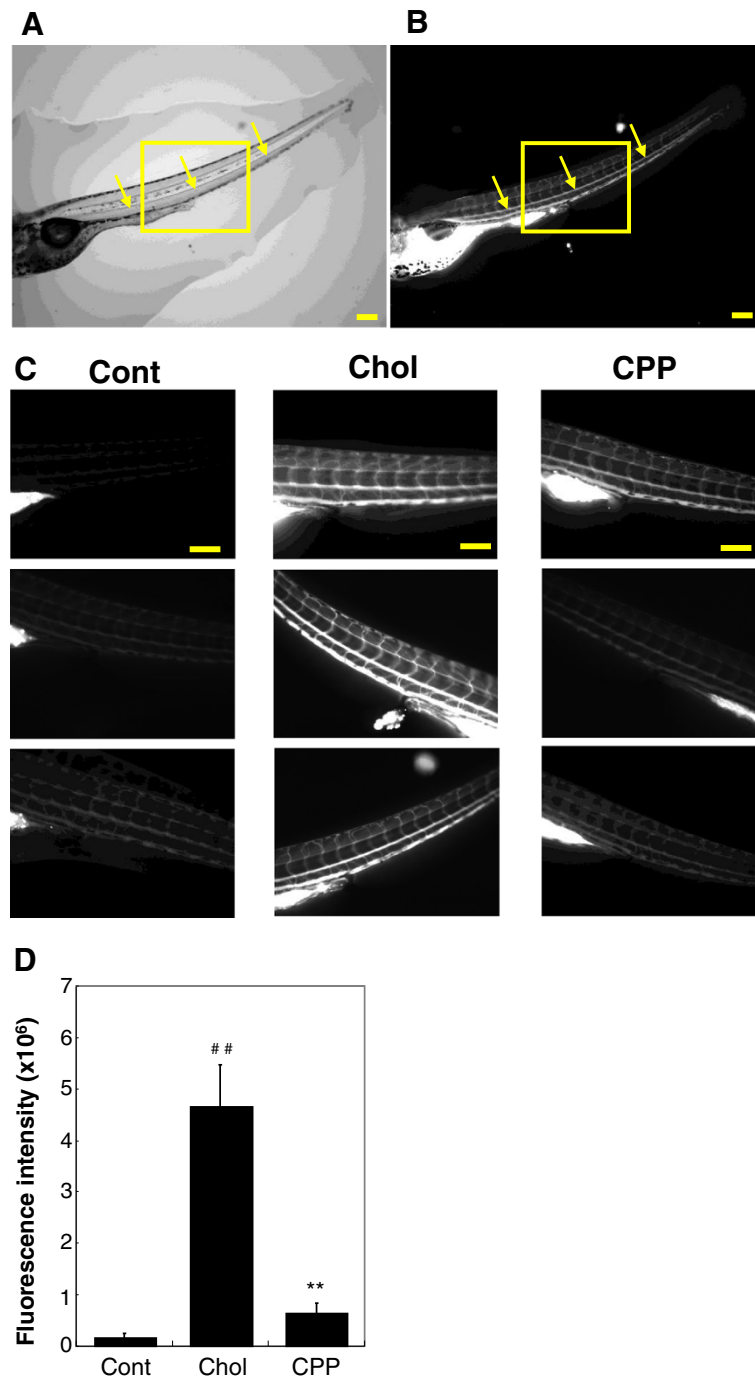 A
B
C
Cont
Chol
CPP
D
Fluorescence intensity (x10⁶)
7
6
5
4
3
2
1
0
##
**
Cont
Chol
CPP